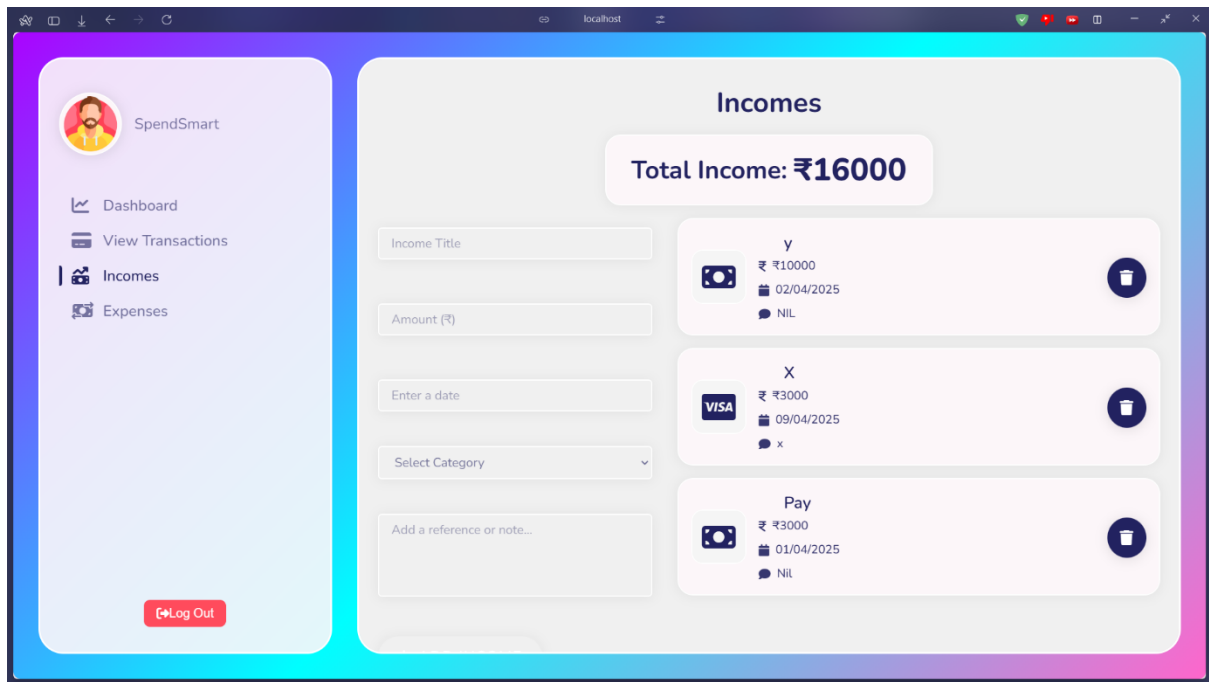 localhost
SpendSmart
Dashboard
View Transactions
Incomes
Expenses
Log Out
Incomes
Total Income: ₹16000
Income Title
Amount (₹)
Enter a date
Select Category
Add a reference or note...
y
₹ ₹10000
02/04/2025
NIL
VISA
X
₹ ₹3000
09/04/2025
x
Pay
₹ ₹3000
01/04/2025
Nil